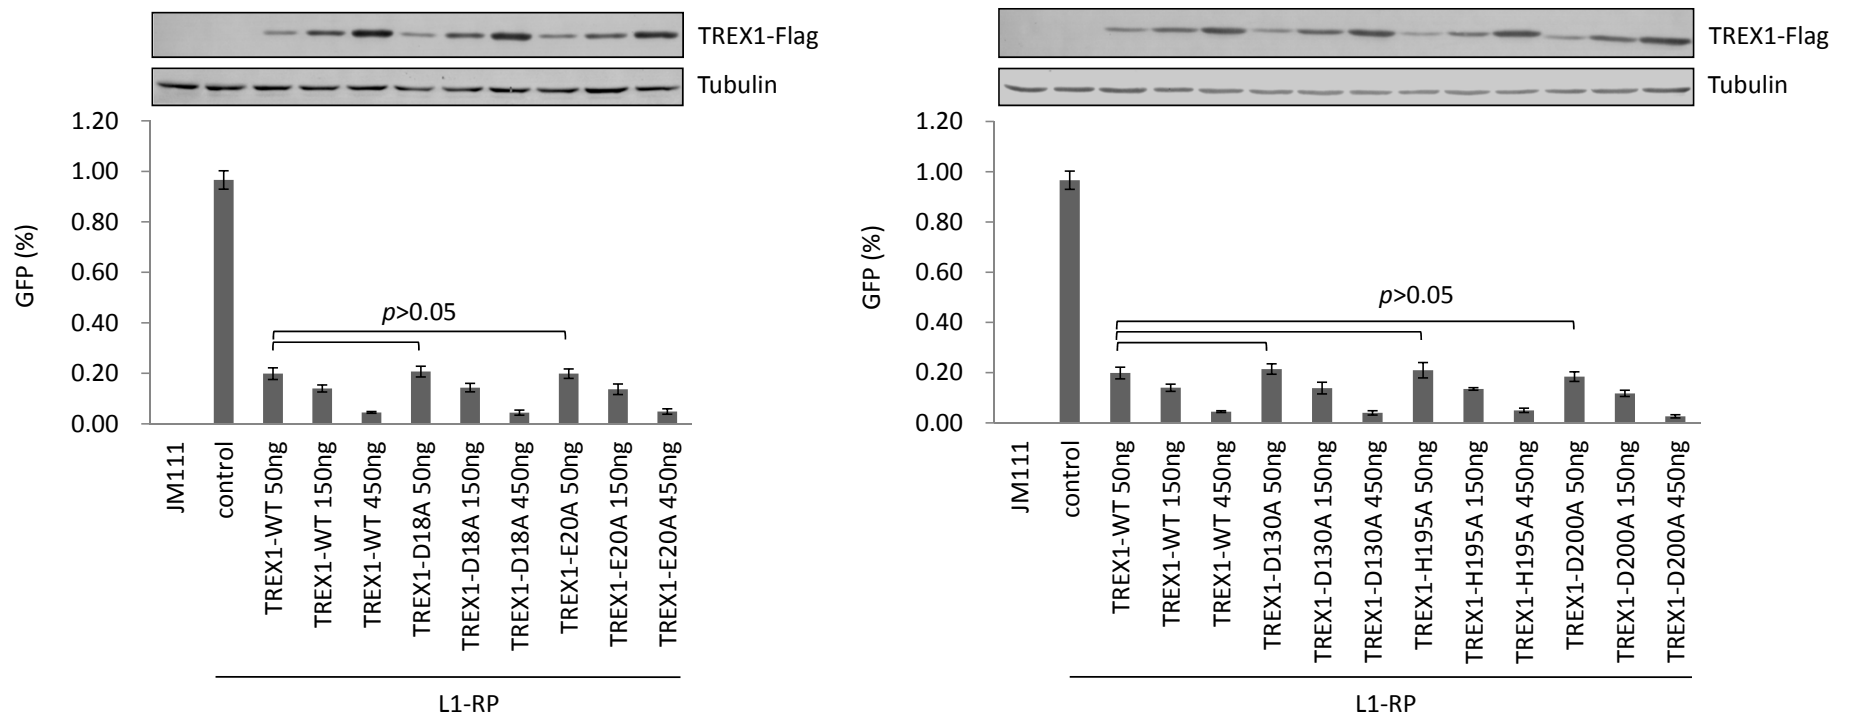 TREX1-Flag
Tubulin
1.20
1.00
0.80
0.60
0.40
0.20
0.00
GFP (%)
p>0.05
JM111
control
TREX1-WT 50ng
TREX1-WT 150ng
TREX1-WT 450ng
TREX1-D18A 50ng
TREX1-D18A 150ng
TREX1-D18A 450ng
TREX1-E20A 50ng
TREX1-E20A 150ng
TREX1-E20A 450ng
L1-RP
TREX1-Flag
Tubulin
1.20
1.00
0.80
0.60
0.40
0.20
0.00
GFP (%)
p>0.05
JM111
control
TREX1-WT 50ng
TREX1-WT 150ng
TREX1-WT 450ng
TREX1-D130A 50ng
TREX1-D130A 150ng
TREX1-D130A 450ng
TREX1-H195A 50ng
TREX1-H195A 150ng
TREX1-H195A 450ng
TREX1-D200A 50ng
TREX1-D200A 150ng
TREX1-D200A 450ng
L1-RP